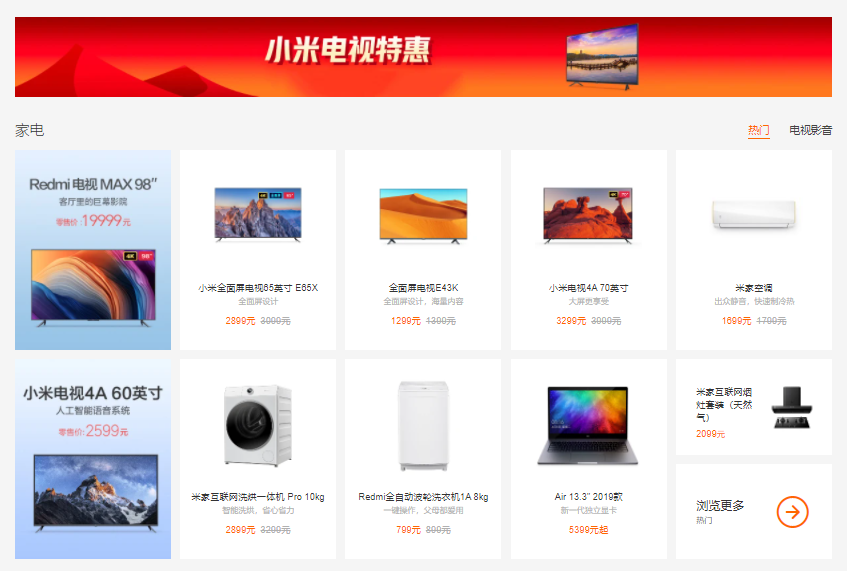 小米电视特惠
家电
热门
电视影音
Redmi 电视 MAX 98"
客厅里的巨幕影院
零售价:19999元
4K
98"
小米全面屏电视65英寸 E65X
全面屏设计
2899元 3099元
全面屏电视E43K
全面屏设计，海量内容
1299元 1399元
小米电视4A 70英寸
大屏更享受
3299元 3999元
米家空调
出众静音，快速制冷热
1699元 1799元
小米电视4A 60英寸
人工智能语音系统
零售价:2599元
米家互联网洗烘一体机 Pro 10kg
智能洗烘，省心省力
2899元 3299元
Redmi全自动波轮洗衣机1A 8kg
一键操作，父母都爱用
799元 899元
Air 13.3" 2019款
新一代独立显卡
5399元起
米家互联网烟
灶套装（天然
气）
2099元
浏览更多
热门